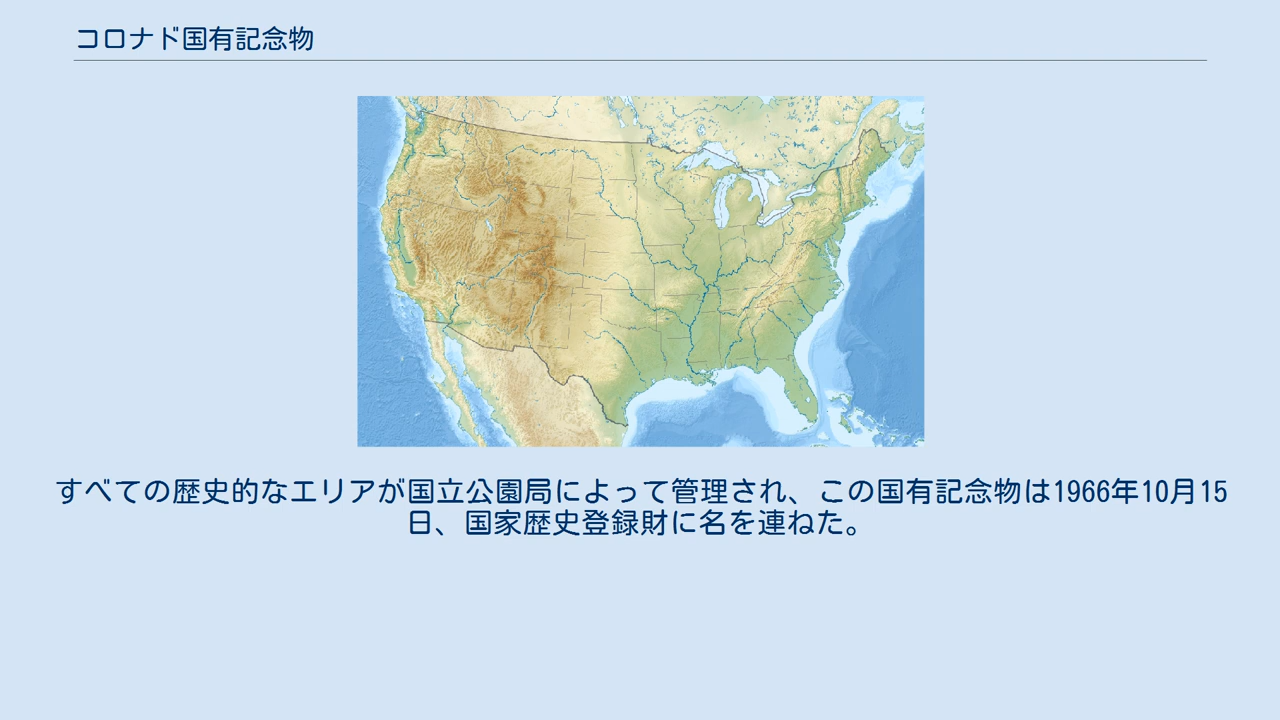 コロナド国有記念物
すべての歴史的なエリアが国立公園局によって管理され、この国有記念物は1966年10月15
日、国家歴史登録財に名を連ねた。